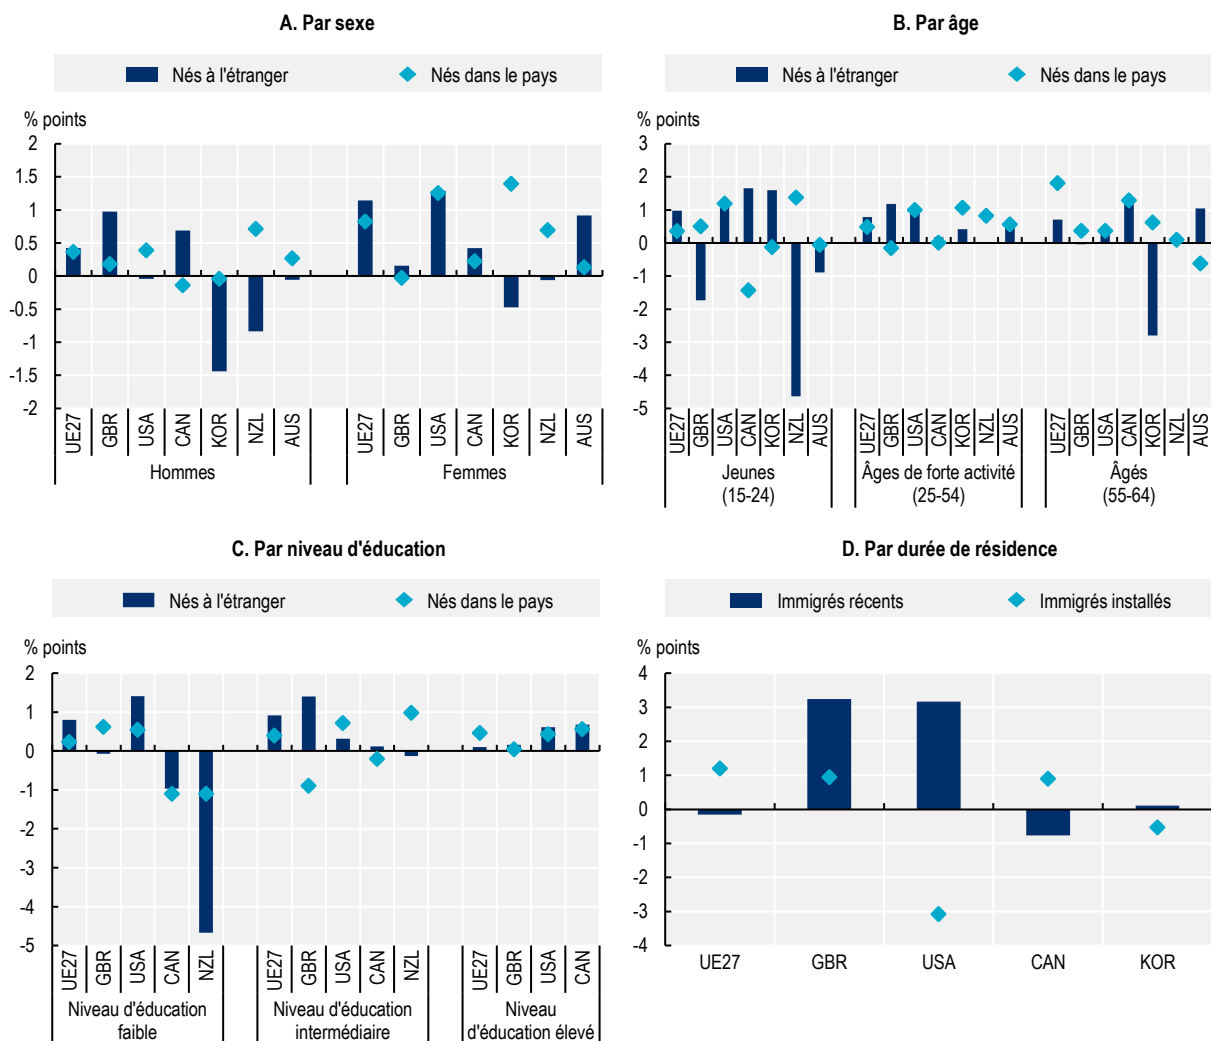 A. Par sexe
Nés à l'étranger
Nés dans le pays
% points
2
1.5
1
0.5
0
-0.5
-1
-1.5
-2
UE27
GBR
USA
CAN
KOR
NZL
AUS
UE27
GBR
USA
CAN
KOR
NZL
AUS
Hommes
Femmes
B. Par âge
Nés à l'étranger
Nés dans le pays
% points
3
2
1
0
-1
-2
-3
-4
-5
UE27
GBR
USA
CAN
KOR
NZL
AUS
UE27
GBR
USA
CAN
KOR
NZL
AUS
UE27
GBR
USA
CAN
KOR
NZL
AUS
Jeunes
(15-24)
Âges de forte activité
(25-54)
Âgés
(55-64)
C. Par niveau d'éducation
Nés à l'étranger
Nés dans le pays
% points
2
1
0
-1
-2
-3
-4
-5
UE27
GBR
USA
CAN
NZL
UE27
GBR
USA
CAN
NZL
UE27
GBR
USA
CAN
Niveau d'éducation
faible
Niveau d'éducation
intermédiaire
Niveau
d'éducation élevé
D. Par durée de résidence
Immigrés récents
Immigrés installés
% points
4
3
2
1
0
-1
-2
-3
-4
UE27
GBR
USA
CAN
KOR